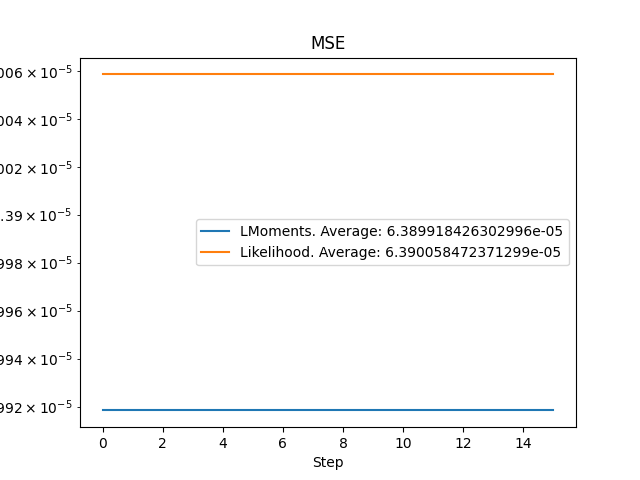 MSE
006 × 10⁻⁵
004 × 10⁻⁵
002 × 10⁻⁵
.39 × 10⁻⁵
998 × 10⁻⁵
996 × 10⁻⁵
994 × 10⁻⁵
992 × 10⁻⁵
LMoments. Average: 6.389918426302996e-05
Likelihood. Average: 6.390058472371299e-05
0 2 4 6 8 10 12 14
Step